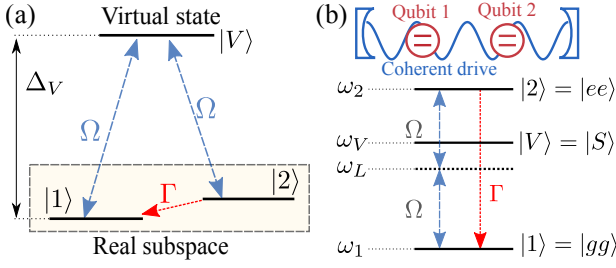 (a)
Virtual state
|V⟩
Δ_V
Ω
Ω
|1⟩
Γ
|2⟩
Real subspace
(b)
Qubit 1
Qubit 2
Coherent drive
ω_2
|2⟩ = |ee⟩
Ω
ω_V
|V⟩ = |S⟩
ω_L
Ω
Γ
ω_1
|1⟩ = |gg⟩